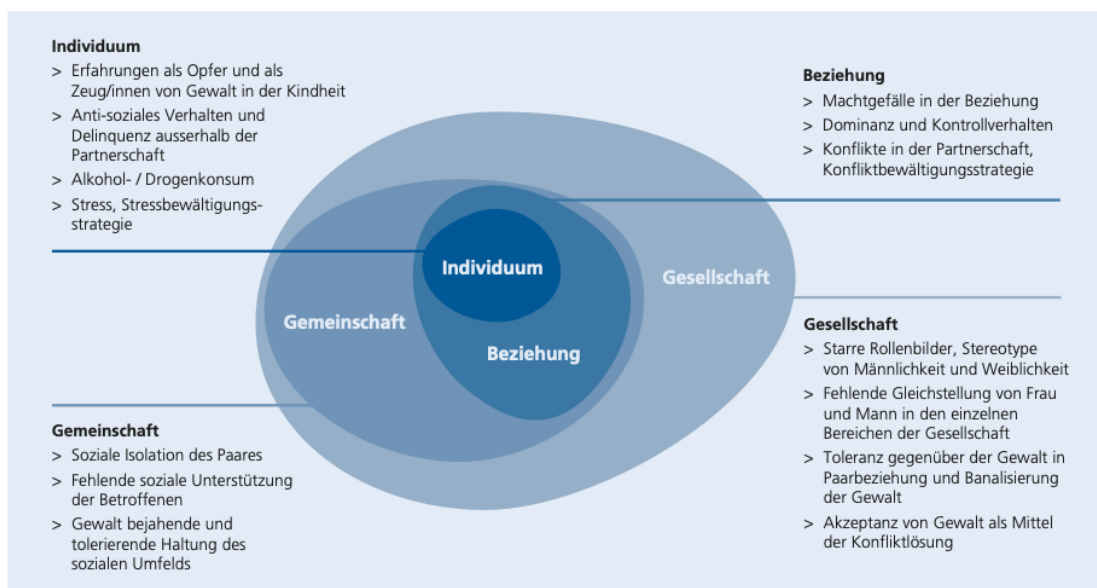 Individuum
> Erfahrungen als Opfer und als
Zeug/innen von Gewalt in der Kindheit
> Anti-soziales Verhalten und
Delinquenz ausserhalb der
Partnerschaft
> Alkohol- / Drogenkonsum
> Stress, Stressbewältigungs-
strategie
Beziehung
> Machtgefälle in der Beziehung
> Dominanz und Kontrollverhalten
> Konflikte in der Partnerschaft,
Konfliktbewältigungsstrategie
Individuum
Gesellschaft
Gemeinschaft
Beziehung
Gemeinschaft
> Soziale Isolation des Paares
> Fehlende soziale Unterstützung
der Betroffenen
> Gewalt bejahende und
tolerierende Haltung des
sozialen Umfelds
Gesellschaft
> Starre Rollenbilder, Stereotype
von Männlichkeit und Weiblichkeit
> Fehlende Gleichstellung von Frau
und Mann in den einzelnen
Bereichen der Gesellschaft
> Toleranz gegenüber der Gewalt in
Paarbeziehung und Banalisierung
der Gewalt
> Akzeptanz von Gewalt als Mittel
der Konfliktlösung